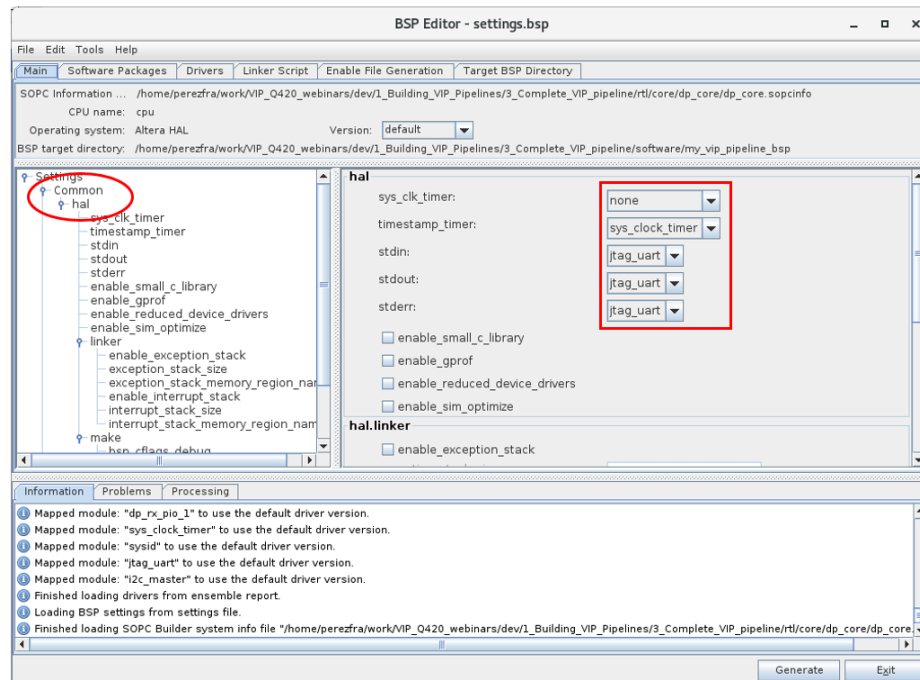 BSP Editor - settings.bsp
File Edit Tools Help
Main Software Packages Drivers Linker Script Enable File Generation Target BSP Directory
SOPC Information ... /home/perezfra/work/VIP_Q420_webinars/dev/1_Building_VIP_Pipelines/3_Complete_VIP_pipeline/rtl/core/dp_core/dp_core.sopcinfo
CPU name: cpu
Operating system: Altera HAL Version: default
BSP target directory: /home/perezfra/work/VIP_Q420_webinars/dev/1_Building_VIP_Pipelines/3_Complete_VIP_pipeline/software/my_vip_pipeline_bsp
Settings
Common
hal
sys_clk_timer
timestamp_timer
stdin
stdout
stderr
enable_small_c_library
enable_gprof
enable_reduced_device_drivers
enable_sim_optimize
linker
enable_exception_stack
exception_stack_size
exception_stack_memory_region_nar
enable_interrupt_stack
interrupt_stack_size
interrupt_stack_memory_region_nam
make
bsp_cflags_debug
hal
sys_clk_timer: none
timestamp_timer: sys_clock_timer
stdin: jtag_uart
stdout: jtag_uart
stderr: jtag_uart
enable_small_c_library
enable_gprof
enable_reduced_device_drivers
enable_sim_optimize
hal.linker
enable_exception_stack
Information Problems Processing
Mapped module: "dp_rx_pio_1" to use the default driver version.
Mapped module: "sys_clock_timer" to use the default driver version.
Mapped module: "sysid" to use the default driver version.
Mapped module: "jtag_uart" to use the default driver version.
Mapped module: "i2c_master" to use the default driver version.
Finished loading drivers from ensemble report.
Loading BSP settings from settings file.
Finished loading SOPC Builder system info file "/home/perezfra/work/VIP_Q420_webinars/dev/1_Building_VIP_Pipelines/3_Complete_VIP_pipeline/rtl/core/dp_core/dp_core.
Generate Exit